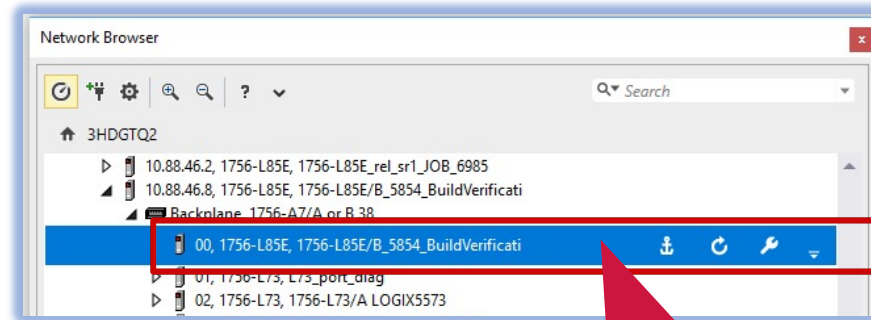 Network Browser
x
? Search
3HDGTQ2
10.88.46.2, 1756-L85E, 1756-L85E_rel_sr1_JOB_6985
10.88.46.8, 1756-L85E, 1756-L85E/B_5854_BuildVerificati
Backplane, 1756-A7/A or B 38
00, 1756-L85E, 1756-L85E/B_5854_BuildVerificati
01, 1756-L73, L73_port_diag
02, 1756-L73, 1756-L73/A LOGIX5573